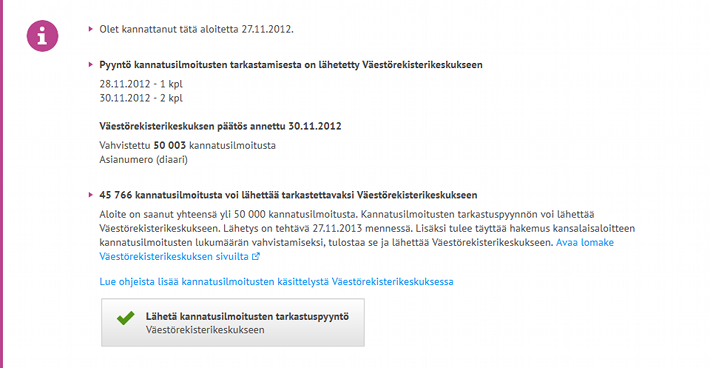 Olet kannattanut tätä aloitetta 27.11.2012.
Pyyntö kannatusilmoitusten tarkastamisesta on lähetetty Väestörekisterikeskukseen
28.11.2012 - 1 kpl
30.11.2012 - 2 kpl
Väestörekisterikeskuksen päätös annettu 30.11.2012
Vahvistettu 50 003 kannatusilmoitusta
Asianumero (diaari)
45 766 kannatusilmoitusta voi lähettää tarkastettavaksi Väestörekisterikeskukseen
Aloite on saanut yhteensä yli 50 000 kannatusilmoitusta. Kannatusilmoitusten tarkastuspyynnön voi lähettää
Väestörekisterikeskukseen. Lähetys on tehtävä 27.11.2013 mennessä. Lisäksi tulee täyttää hakemus kansalaisaloitteen
kannatusilmoitusten lukumäärän vahvistamiseksi, tulostaa se ja lähettää Väestörekisterikeskukseen. Avaa lomake
Väestörekisterikeskuksen sivuilta
Lue ohjeista lisää kannatusilmoitusten käsittelystä Väestörekisterikeskuksessa
Lähetä kannatusilmoitusten tarkastuspyyntö
Väestörekisterikeskukseen